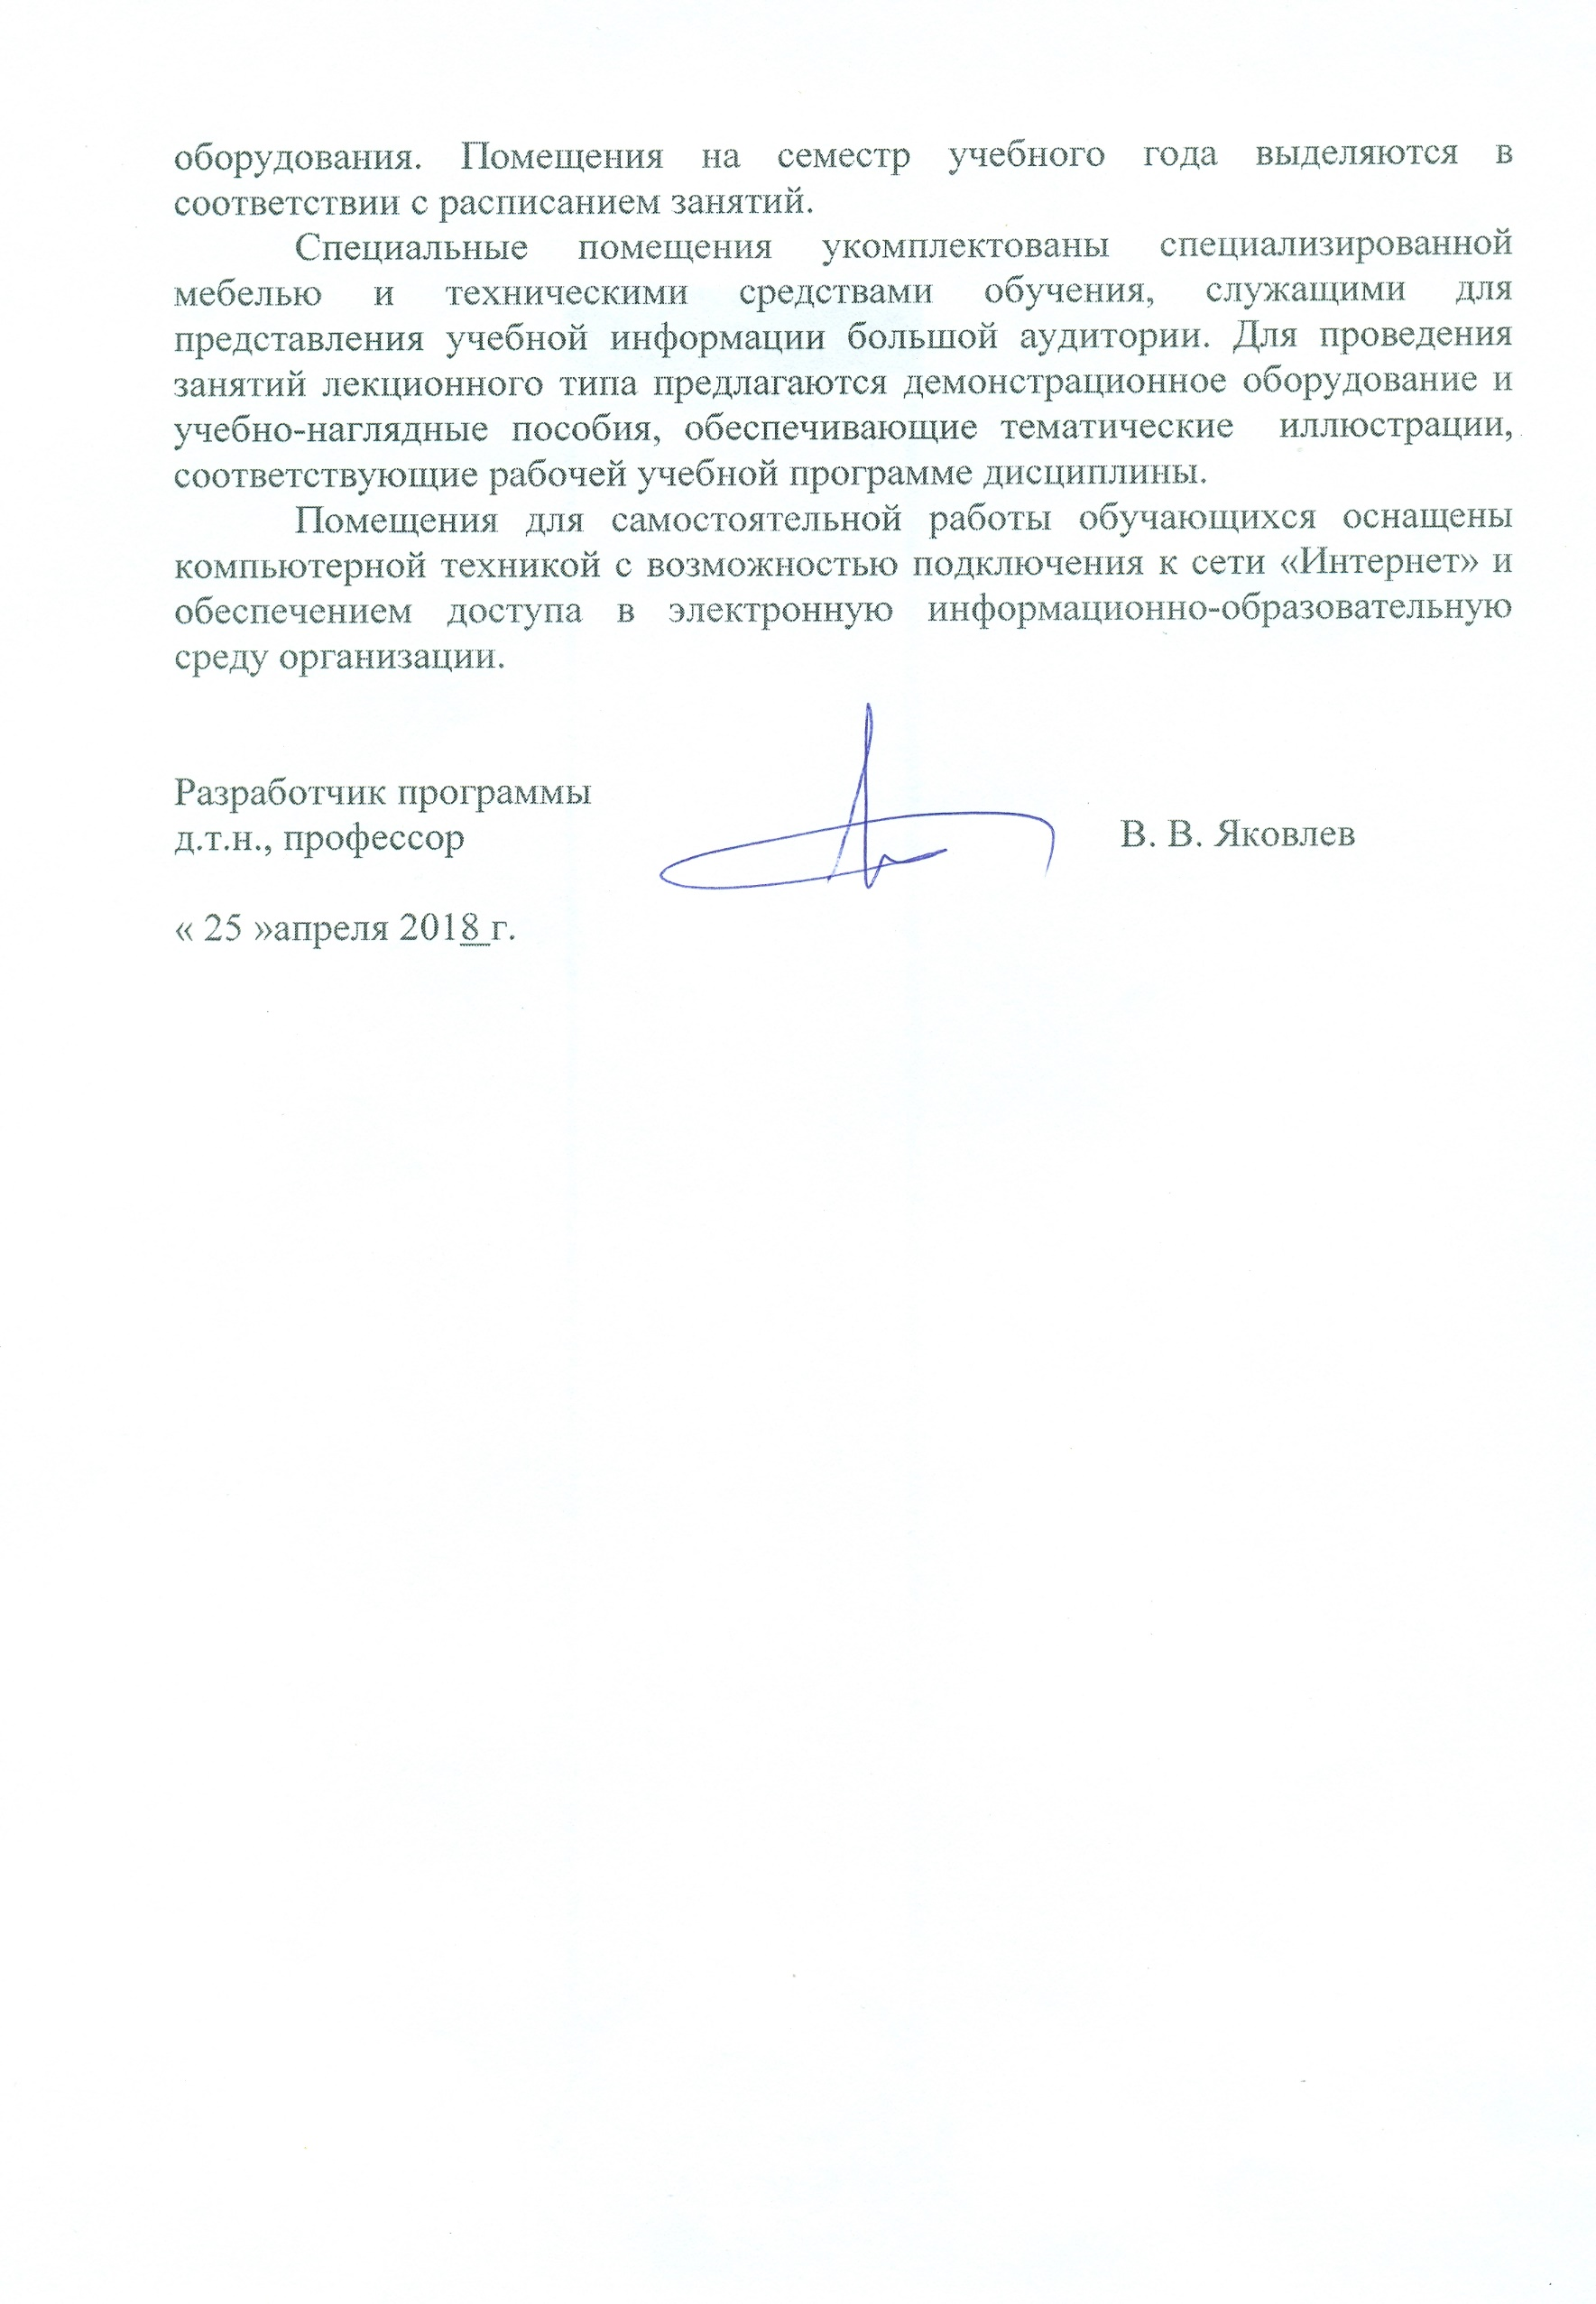 оборудования. Помещения на семестр учебного года выделяются в
соответствии с расписанием занятий.
Специальные помещения укомплектованы специализированной
мебелью и техническими средствами обучения, служащими для
представления учебной информации большой аудитории. Для проведения
занятий лекционного типа предлагаются демонстрационное оборудование и
учебно-наглядные пособия, обеспечивающие тематические иллюстрации,
соответствующие рабочей учебной программе дисциплины.
Помещения для самостоятельной работы обучающихся оснащены
компьютерной техникой с возможностью подключения к сети «Интернет» и
обеспечением доступа в электронную информационно-образовательную
среду организации.
Разработчик программы
д.т.н., профессор В. В. Яковлев
« 25 »апреля 2018 г.